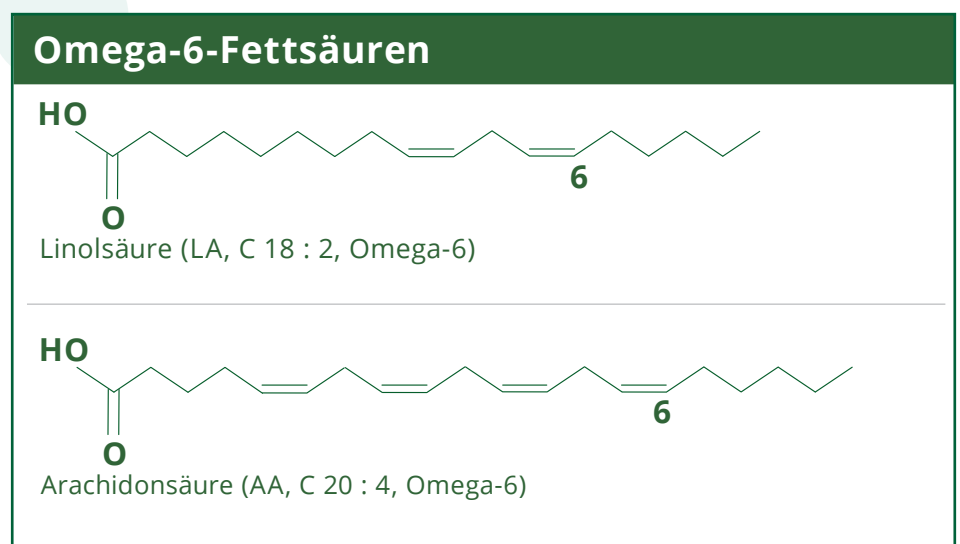 Omega-6-Fettsäuren
HO
6
O
Linolsäure (LA, C 18 : 2, Omega-6)
HO
6
O
Arachidonsäure (AA, C 20 : 4, Omega-6)